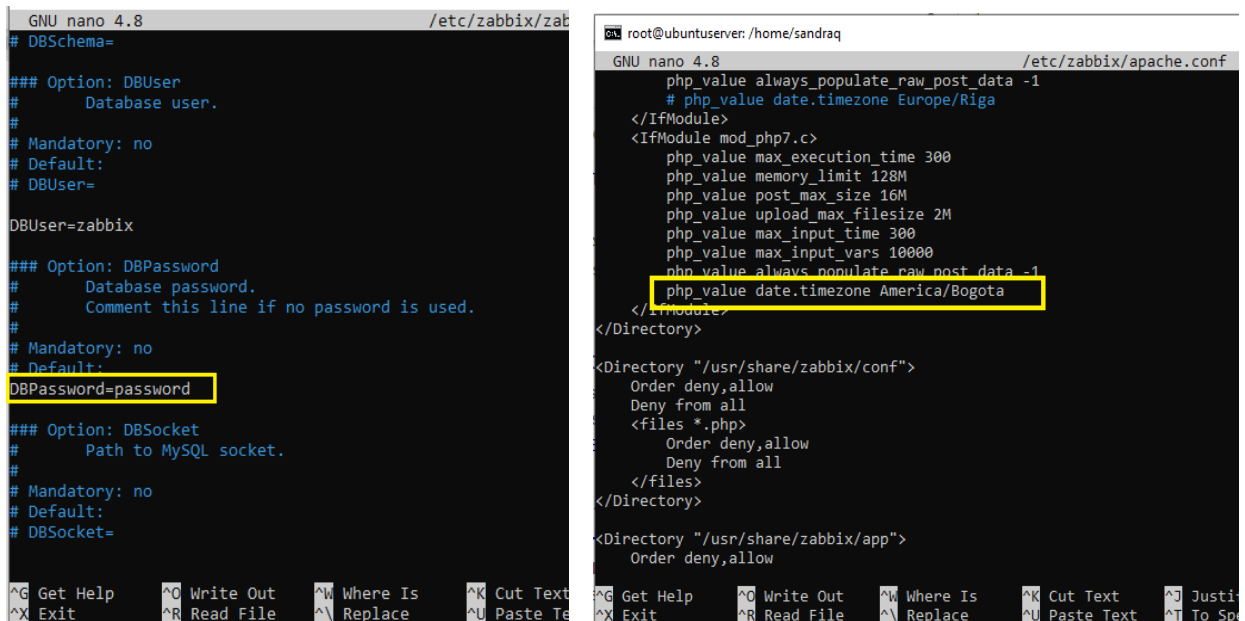 GNU nano 4.8 /etc/zabbix/zab
# DBSchema=
### Option: DBUser
# Database user.
#
# Mandatory: no
# Default:
# DBUser=
DBUser=zabbix
### Option: DBPassword
# Database password.
# Comment this line if no password is used.
#
# Mandatory: no
# Default:
DBPassword=password
### Option: DBSocket
# Path to MySQL socket.
#
# Mandatory: no
# Default:
# DBSocket=
^G Get Help ^O Write Out ^W Where Is ^K Cut Text
^X Exit ^R Read File ^\ Replace ^U Paste Te
root@ubuntuserver: /home/sandraq
GNU nano 4.8 /etc/zabbix/apache.conf
php_value always_populate_raw_post_data -1
# php_value date.timezone Europe/Riga
</IfModule>
<IfModule mod_php7.c>
php_value max_execution_time 300
php_value memory_limit 128M
php_value post_max_size 16M
php_value upload_max_filesize 2M
php_value max_input_time 300
php_value max_input_vars 10000
php_value always_populate_raw_post_data -1
php_value date.timezone America/Bogota
</IfModule>
</Directory>
<Directory "/usr/share/zabbix/conf">
Order deny,allow
Deny from all
<files *.php>
Order deny,allow
Deny from all
</files>
</Directory>
<Directory "/usr/share/zabbix/app">
Order deny,allow
^G Get Help ^O Write Out ^W Where Is ^K Cut Text ^J Justi
^X Exit ^R Read File ^\ Replace ^U Paste Text ^T To Spe